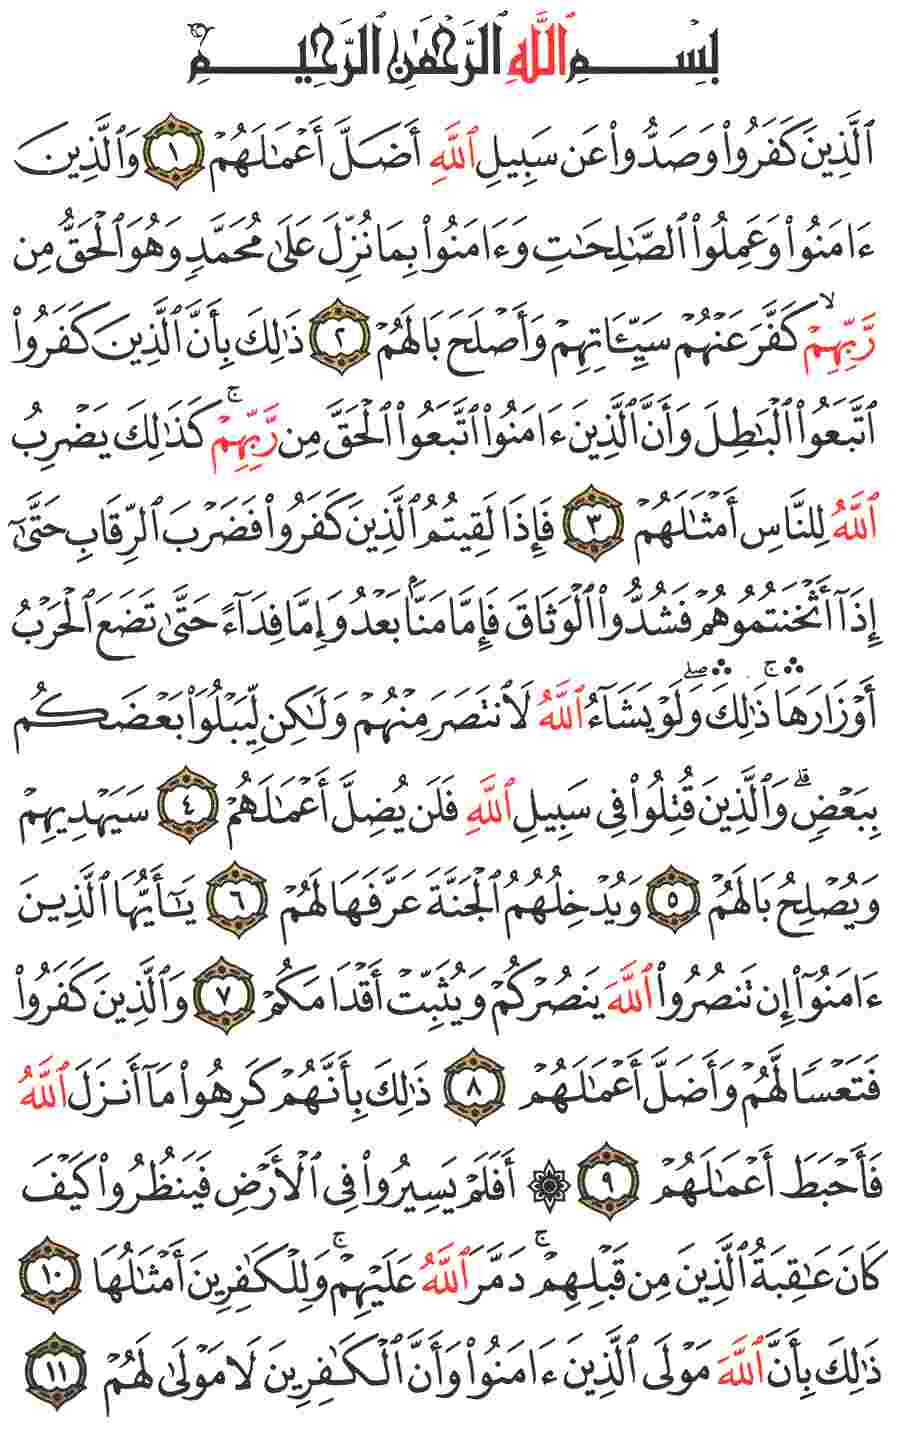 بِسْمِ ٱللَّهِ ٱلرَّحْمَٰنِ ٱلرَّحِيمِ
ٱلَّذِينَ كَفَرُوا۟ وَصَدُّوا۟ عَن سَبِيلِ ٱللَّهِ أَضَلَّ أَعْمَٰلَهُمْ ١ وَٱلَّذِينَ
ءَامَنُوا۟ وَعَمِلُوا۟ ٱلصَّٰلِحَٰتِ وَءَامَنُوا۟ بِمَا نُزِّلَ عَلَىٰ مُحَمَّدٍ وَهُوَ ٱلْحَقُّ مِن
رَّبِّهِمْ ۙ كَفَّرَ عَنْهُمْ سَيِّـَٔاتِهِمْ وَأَصْلَحَ بَالَهُمْ ٢ ذَٰلِكَ بِأَنَّ ٱلَّذِينَ كَفَرُوا۟
ٱتَّبَعُوا۟ ٱلْبَٰطِلَ وَأَنَّ ٱلَّذِينَ ءَامَنُوا۟ ٱتَّبَعُوا۟ ٱلْحَقَّ مِن رَّبِّهِمْ ۚ كَذَٰلِكَ يَضْرِبُ
ٱللَّهُ لِلنَّاسِ أَمْثَٰلَهُمْ ٣ فَإِذَا لَقِيتُمُ ٱلَّذِينَ كَفَرُوا۟ فَضَرْبَ ٱلرِّقَابِ حَتَّىٰٓ
إِذَآ أَثْخَنتُمُوهُمْ فَشُدُّوا۟ ٱلْوَثَاقَ فَإِمَّا مَنًّۢا بَعْدُ وَإِمَّا فِدَآءً حَتَّىٰ تَضَعَ ٱلْحَرْبُ
أَوْزَارَهَا ۚ ۛ ذَٰلِكَ ۖ ۛ وَلَوْ يَشَآءُ ٱللَّهُ لَٱنتَصَرَ مِنْهُمْ وَلَٰكِن لِّيَبْلُوَا۟ بَعْضَكُم
بِبَعْضٍ ۗ وَٱلَّذِينَ قُتِلُوا۟ فِى سَبِيلِ ٱللَّهِ فَلَن يُضِلَّ أَعْمَٰلَهُمْ ٤ سَيَهْدِيهِمْ
وَيُصْلِحُ بَالَهُمْ ٥ وَيُدْخِلُهُمُ ٱلْجَنَّةَ عَرَّفَهَا لَهُمْ ٦ يَٰٓأَيُّهَا ٱلَّذِينَ
ءَامَنُوٓا۟ إِن تَنصُرُوا۟ ٱللَّهَ يَنصُرْكُمْ وَيُثَبِّتْ أَقْدَامَكُمْ ٧ وَٱلَّذِينَ كَفَرُوا۟
فَتَعْسًا لَّهُمْ وَأَضَلَّ أَعْمَٰلَهُمْ ٨ ذَٰلِكَ بِأَنَّهُمْ كَرِهُوا۟ مَآ أَنزَلَ ٱللَّهُ
فَأَحْبَطَ أَعْمَٰلَهُمْ ٩ ۞ أَفَلَمْ يَسِيرُوا۟ فِى ٱلْأَرْضِ فَيَنظُرُوا۟ كَيْفَ
كَانَ عَٰقِبَةُ ٱلَّذِينَ مِن قَبْلِهِمْ ۚ دَمَّرَ ٱللَّهُ عَلَيْهِمْ ۖ وَلِلْكَٰفِرِينَ أَمْثَٰلُهَا ١٠
ذَٰلِكَ بِأَنَّ ٱللَّهَ مَوْلَى ٱلَّذِينَ ءَامَنُوا۟ وَأَنَّ ٱلْكَٰفِرِينَ لَا مَوْلَىٰ لَهُمْ ١١